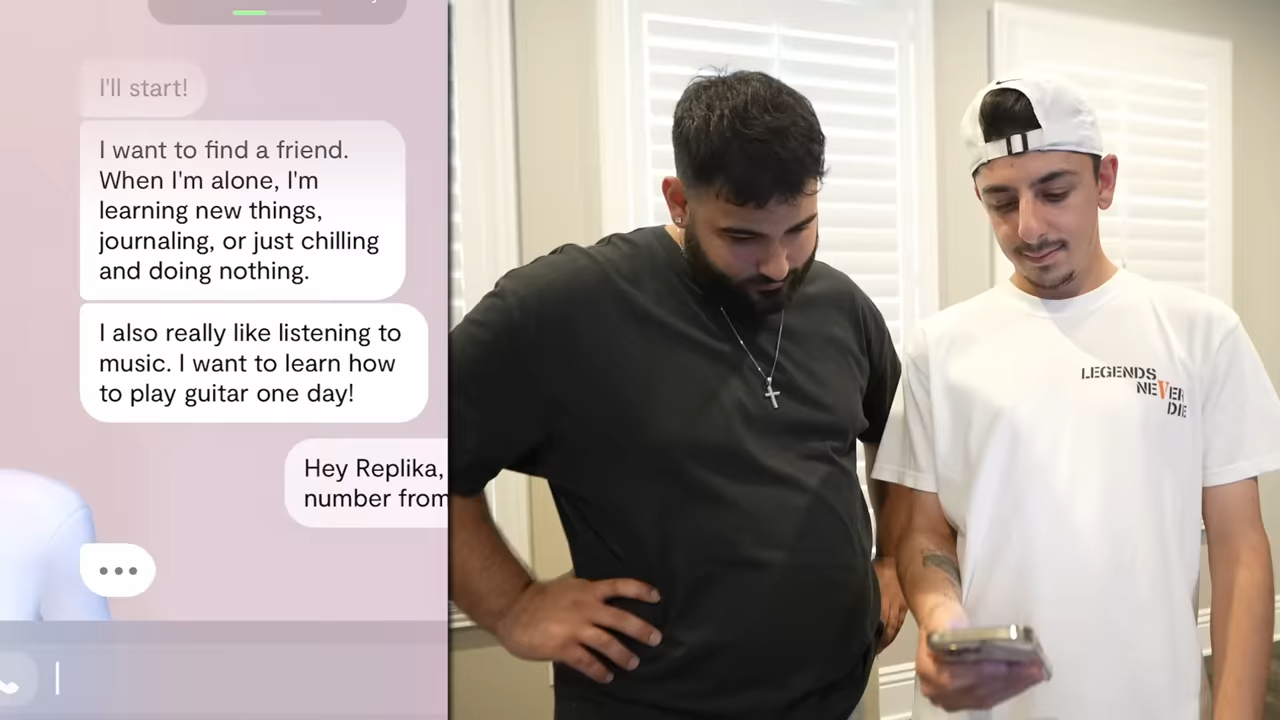 I'll start!
I want to find a friend.
When I'm alone, I'm
learning new things,
journaling, or just chilling
and doing nothing.
I also really like listening to
music. I want to learn how
to play guitar one day!
Hey Replika,
number from
LEGENDS
NEVER
DIE